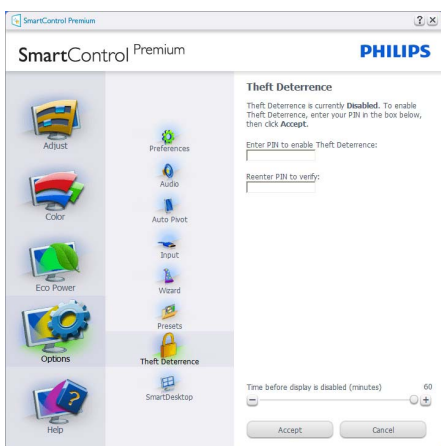 SmartControl Premium
SmartControl Premium
PHILIPS
Adjust
Color
Eco Power
Options
Help
Preferences
Audio
Auto Pivot
Input
Wizard
Presets
Theft Deterrence
SmartDesktop
Theft Deterrence
Theft Deterrence is currently Disabled. To enable
Theft Deterrence, enter your PIN in the box below,
then click Accept.
Enter PIN to enable Theft Deterrence:
Reenter PIN to verify:
Time before display is disabled (minutes) 60
Accept Cancel